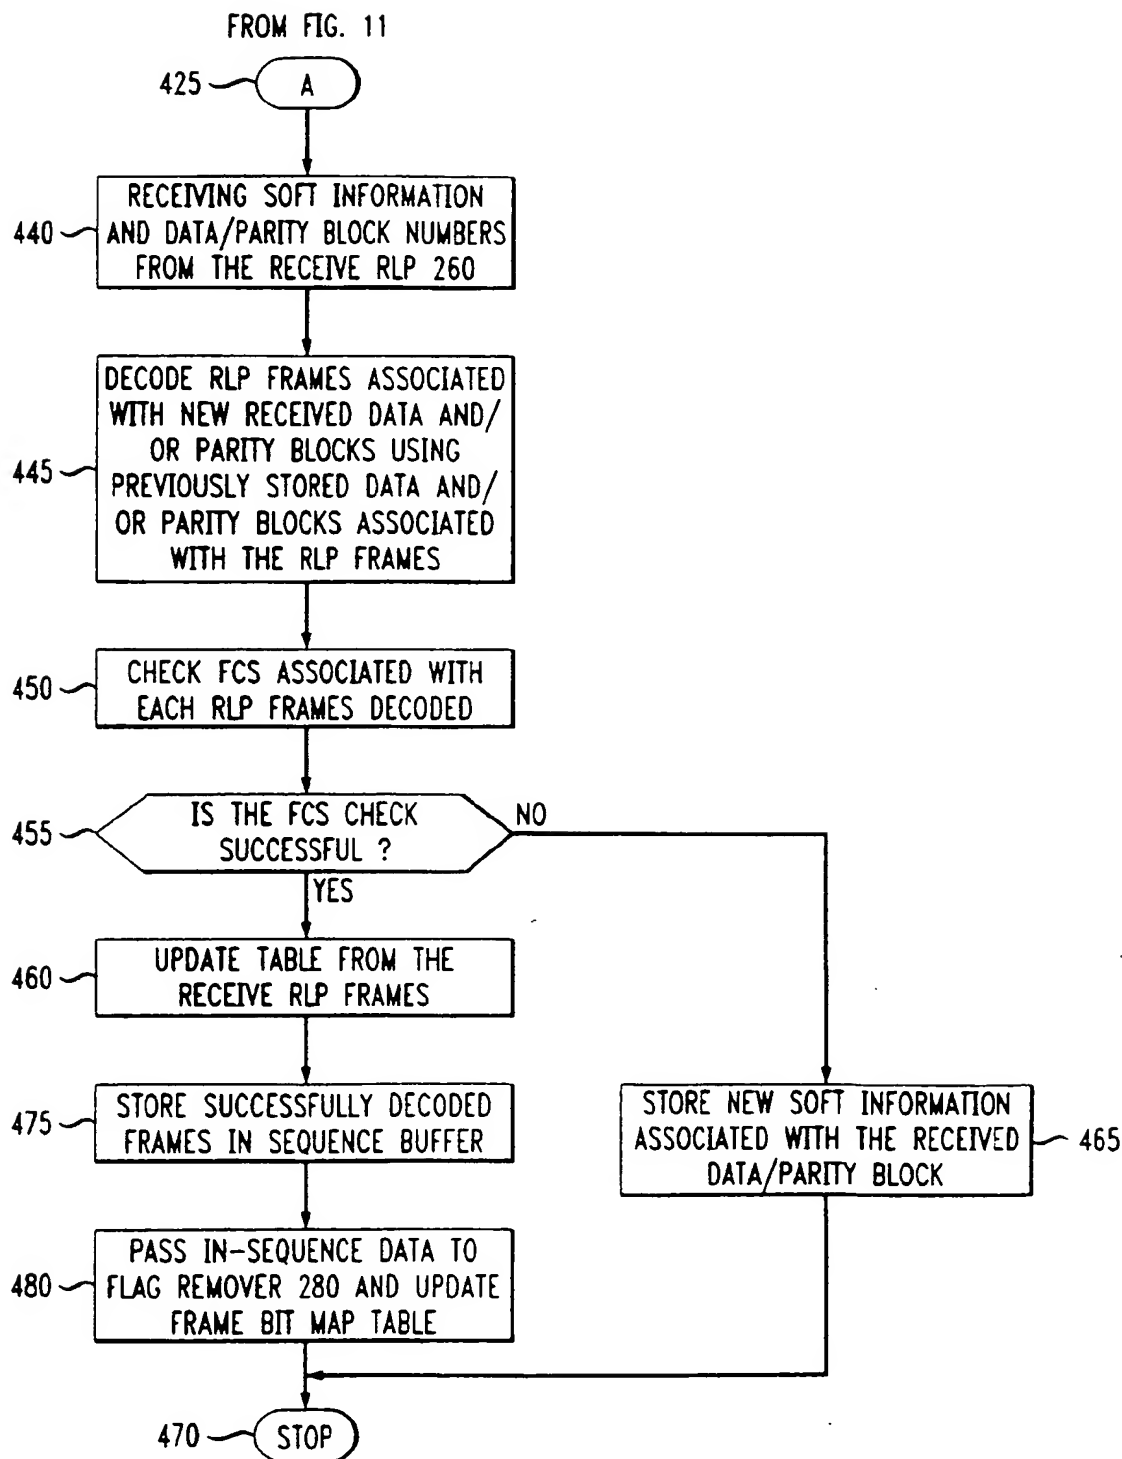 FROM FIG. 11
425
A
440
RECEIVING SOFT INFORMATION
AND DATA/PARITY BLOCK NUMBERS
FROM THE RECEIVE RLP 260
445
DECODE RLP FRAMES ASSOCIATED
WITH NEW RECEIVED DATA AND/
OR PARITY BLOCKS USING
PREVIOUSLY STORED DATA AND/
OR PARITY BLOCKS ASSOCIATED
WITH THE RLP FRAMES
450
CHECK FCS ASSOCIATED WITH
EACH RLP FRAMES DECODED
455
IS THE FCS CHECK
SUCCESSFUL ?
NO
YES
460
UPDATE TABLE FROM THE
RECEIVE RLP FRAMES
475
STORE SUCCESSFULLY DECODED
FRAMES IN SEQUENCE BUFFER
STORE NEW SOFT INFORMATION
ASSOCIATED WITH THE RECEIVED
DATA/PARITY BLOCK
465
480
PASS IN-SEQUENCE DATA TO
FLAG REMOVER 280 AND UPDATE
FRAME BIT MAP TABLE
470
STOP